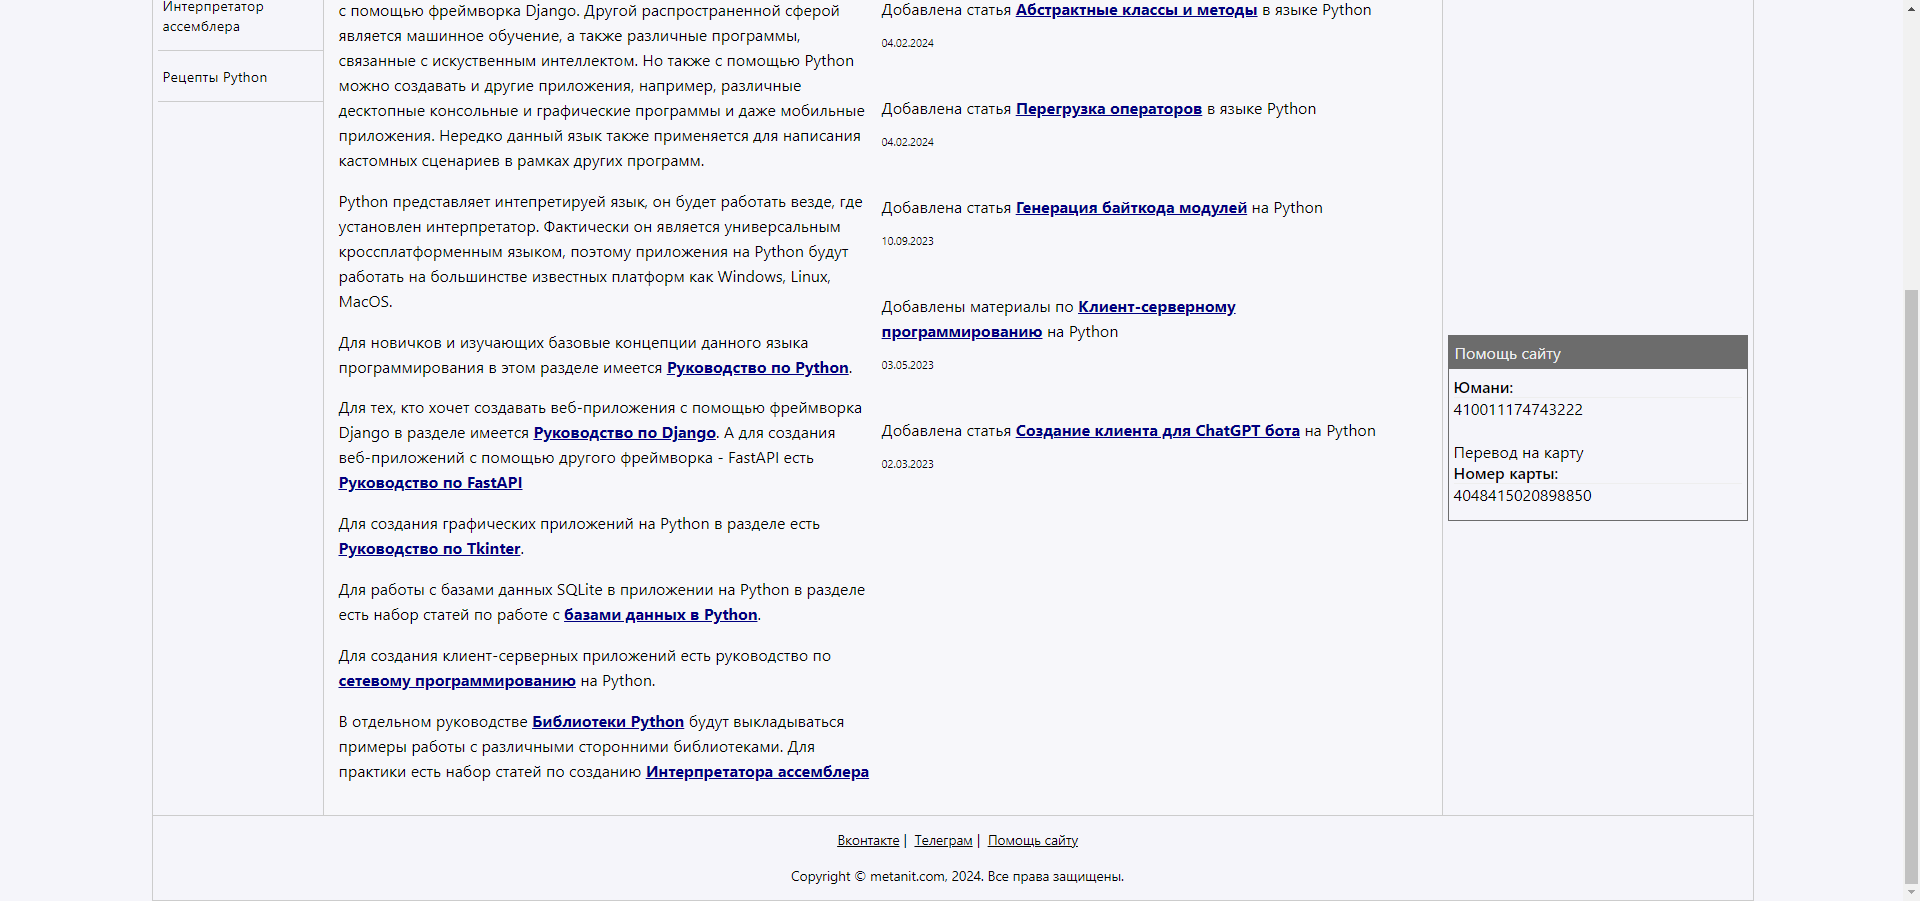 Интерпретатор
ассемблера
Рецепты Python
с помощью фреймворка Django. Другой распространенной сферой
является машинное обучение, а также различные программы,
связанные с искуственным интеллектом. Но также с помощью Python
можно создавать и другие приложения, например, различные
десктопные консольные и графические программы и даже мобильные
приложения. Нередко данный язык также применяется для написания
кастомных сценариев в рамках других программ.
Python представляет интепретируей язык, он будет работать везде, где
установлен интерпретатор. Фактически он является универсальным
кроссплатформенным языком, поэтому приложения на Python будут
работать на большинстве известных платформ как Windows, Linux,
MacOS.
Для новичков и изучающих базовые концепции данного языка
программирования в этом разделе имеется Руководство по Python.
Для тех, кто хочет создавать веб-приложения с помощью фреймворка
Django в разделе имеется Руководство по Django. А для создания
веб-приложений с помощью другого фреймворка - FastAPI есть
Руководство по FastAPI
Для создания графических приложений на Python в разделе есть
Руководство по Tkinter.
Для работы с базами данных SQLite в приложении на Python в разделе
есть набор статей по работе с базами данных в Python.
Для создания клиент-серверных приложений есть руководство по
сетевому программированию на Python.
В отдельном руководстве Библиотеки Python будут выкладываться
примеры работы с различными сторонними библиотеками. Для
практики есть набор статей по созданию Интерпретатора ассемблера
Добавлена статья Абстрактные классы и методы в языке Python
04.02.2024
Добавлена статья Перегрузка операторов в языке Python
04.02.2024
Добавлена статья Генерация байткода модулей на Python
10.09.2023
Добавлены материалы по Клиент-серверному
программированию на Python
03.05.2023
Добавлена статья Создание клиента для ChatGPT бота на Python
02.03.2023
Помощь сайту
Юмани:
410011174743222
Перевод на карту
Номер карты:
4048415020898850
Вконтакте | Телеграм | Помощь сайту
Copyright © metanit.com, 2024. Все права защищены.